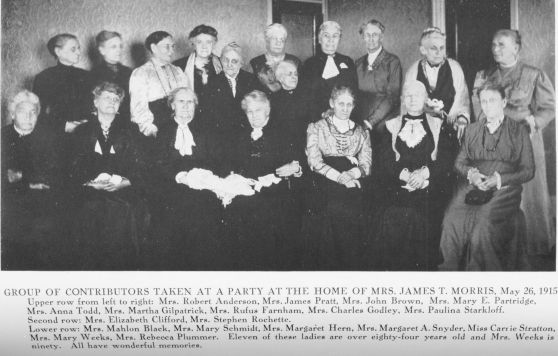 GROUP OF CONTRIBUTORS TAKEN AT A PARTY AT THE HOME OF MRS. JAMES T. MORRIS, May 26, 1915
Upper row from left to right: Mrs. Robert Anderson, Mrs. James Pratt, Mrs. John Brown, Mrs. Mary E. Partridge,
Mrs. Anna Todd, Mrs. Martha Gilpatrick, Mrs. Rufus Farnham, Mrs. Charles Godley, Mrs. Paulina Starkloff.
Second row: Mrs. Elizabeth Clifford, Mrs. Stephen Rochette.
Lower row: Mrs. Mahlon Black, Mrs. Mary Schmidt, Mrs. Margaret Hern, Mrs. Margaret A. Snyder, Miss Carrie Stratton,
Mrs. Mary Weeks, Mrs. Rebecca Plummer. Eleven of these ladies are over eighty-four years old and Mrs. Weeks is
ninety. All have wonderful memories.